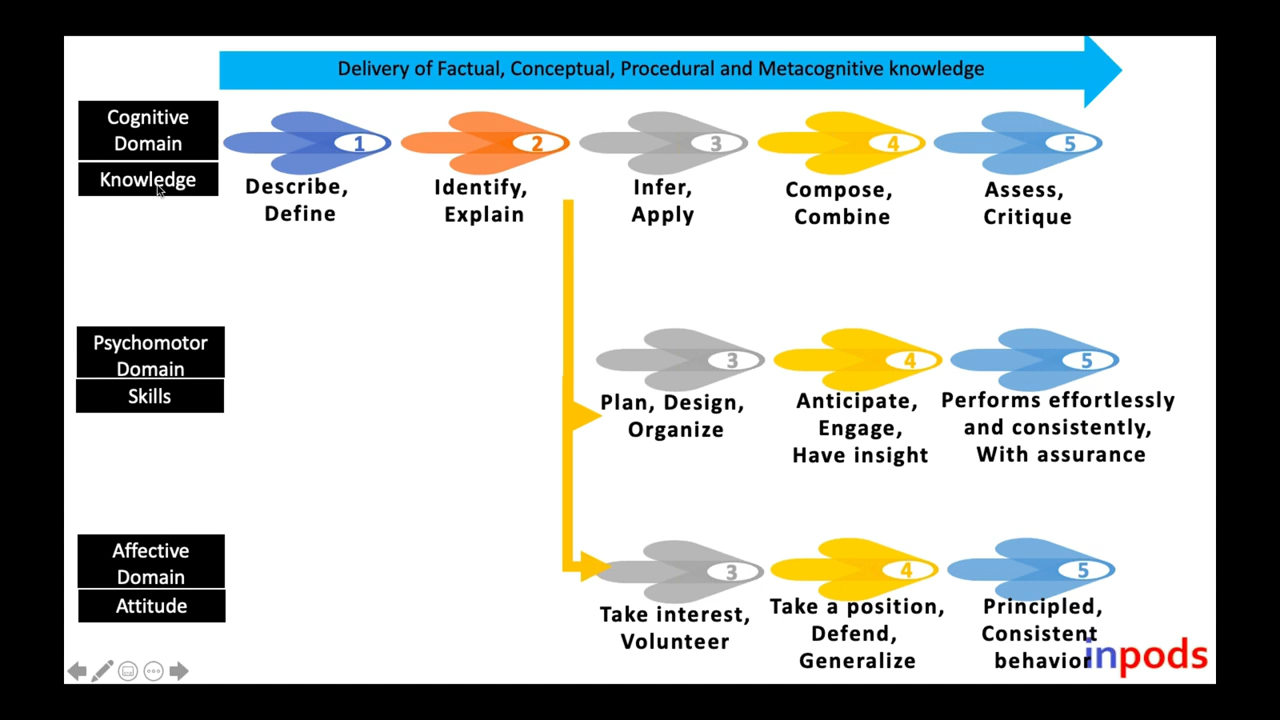 Delivery of Factual, Conceptual, Procedural and Metacognitive knowledge
Cognitive
Domain
Knowledge
1
2
3
4
5
Describe,
Define
Identify,
Explain
Infer,
Apply
Compose,
Combine
Assess,
Critique
Psychomotor
Domain
Skills
3
4
5
Plan, Design,
Organize
Anticipate,
Engage,
Have insight
Performs effortlessly
and consistently,
With assurance
Affective
Domain
Attitude
3
4
5
Take interest,
Volunteer
Take a position,
Defend,
Generalize
Principled,
Consistent
behavior
inpods